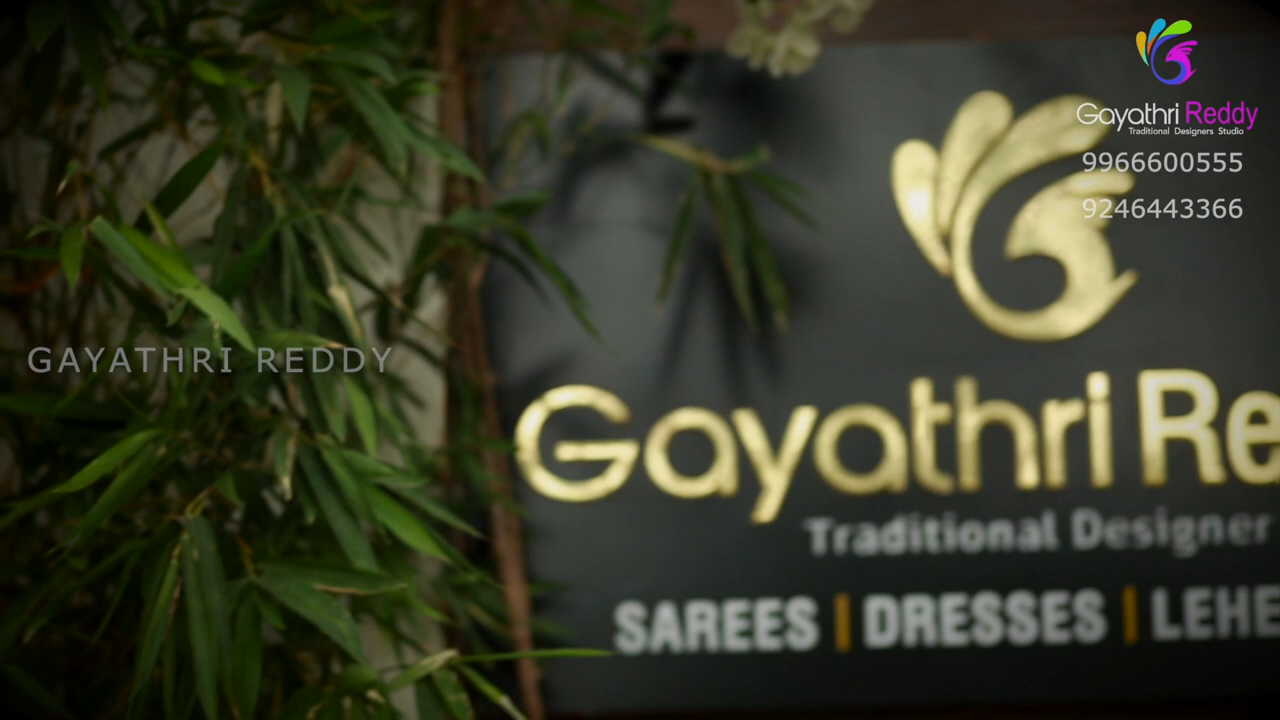 Gayathri Reddy
Traditional Designers Studio
9966600555
9246443366
GAYATHRI REDDY
Gayathri Re
Traditional Designer
SAREES | DRESSES | LEHE